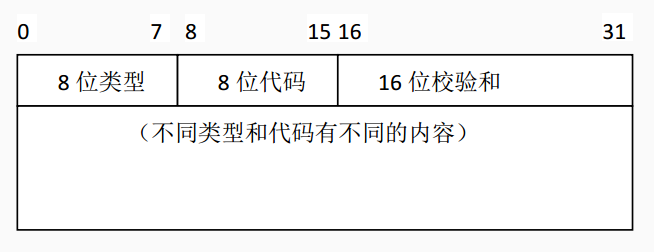 0 7 8 15 16 31
8 位类型 8 位代码 16 位校验和
（不同类型和代码有不同的内容）